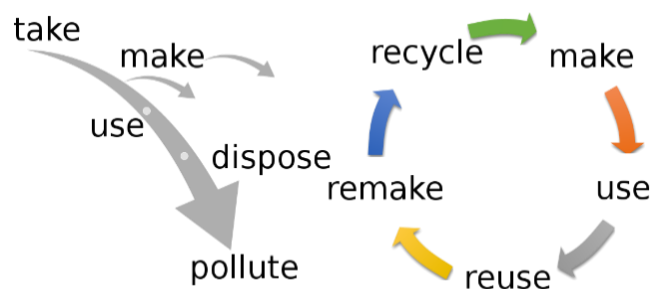 take
make
use
dispose
pollute
recycle
make
use
reuse
remake